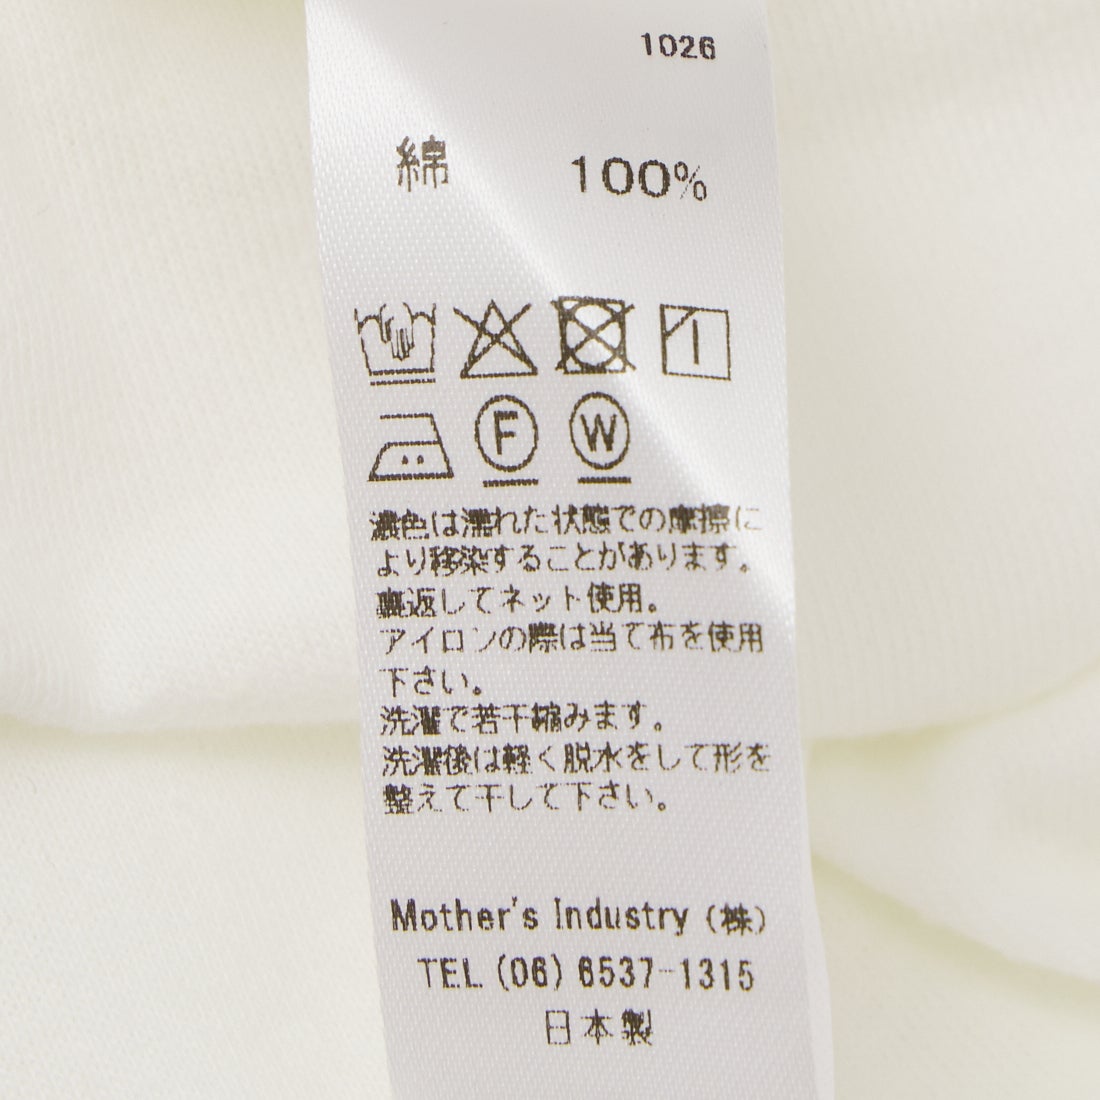 1026
綿 100%
F W
濃色は濡れた状態での摩擦に
より移染することがあります。
裏返してネット使用。
アイロンの際は当て布を使用
下さい。
洗濯で若干縮みます。
洗濯後は軽く脱水をして形を
整えて干して下さい。
Mother's Industry (株)
TEL (06) 6537-1315
日本製